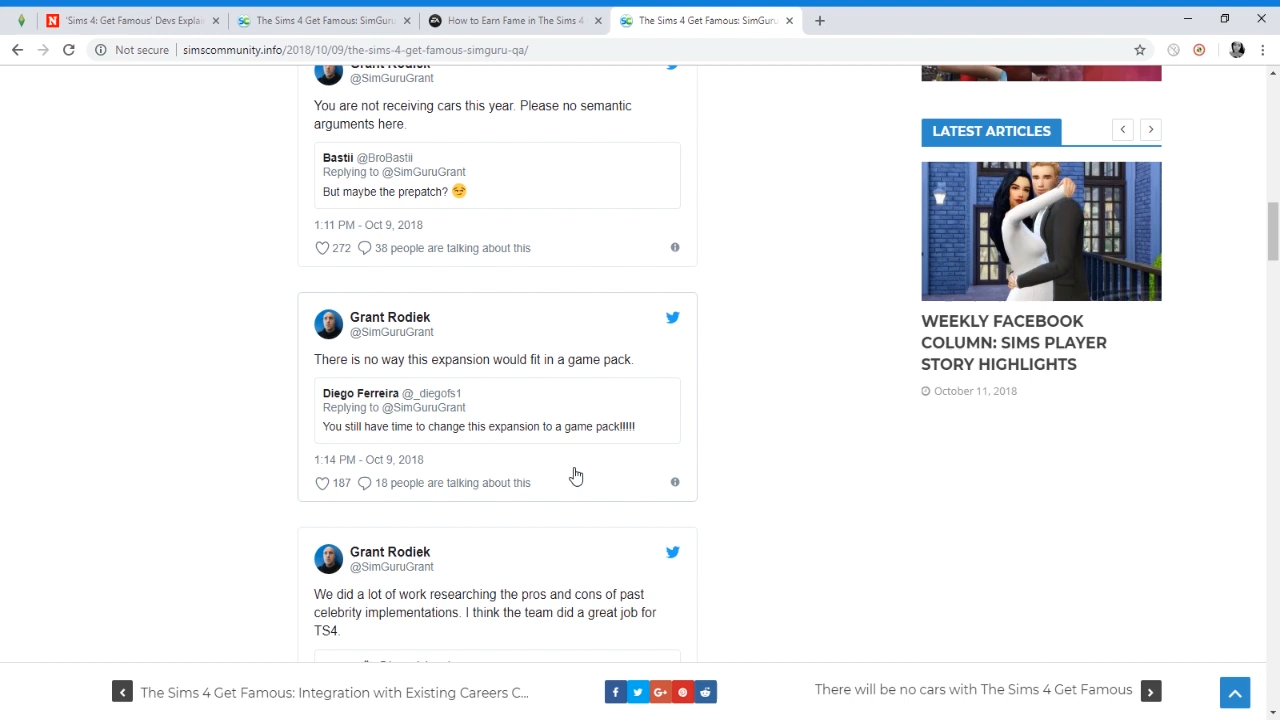 'Sims 4: Get Famous' Devs Explai
The Sims 4 Get Famous: SimGuru
How to Earn Fame in The Sims 4
The Sims 4 Get Famous: SimGuru
Not secure
simscommunity.info/2018/10/09/the-sims-4-get-famous-simguru-qa/
Grant Rodiek
@SimGuruGrant
You are not receiving cars this year. Please no semantic
arguments here.
Bastii @BroBastii
Replying to @SimGuruGrant
But maybe the prepatch?
1:11 PM - Oct 9, 2018
272 38 people are talking about this
Grant Rodiek
@SimGuruGrant
There is no way this expansion would fit in a game pack.
Diego Ferreira @_diegofs1
Replying to @SimGuruGrant
You still have time to change this expansion to a game pack!!!!!
1:14 PM - Oct 9, 2018
187 18 people are talking about this
Grant Rodiek
@SimGuruGrant
We did a lot of work researching the pros and cons of past
celebrity implementations. I think the team did a great job for
TS4.
LATEST ARTICLES
WEEKLY FACEBOOK
COLUMN: SIMS PLAYER
STORY HIGHLIGHTS
October 11, 2018
The Sims 4 Get Famous: Integration with Existing Careers C...
There will be no cars with The Sims 4 Get Famous